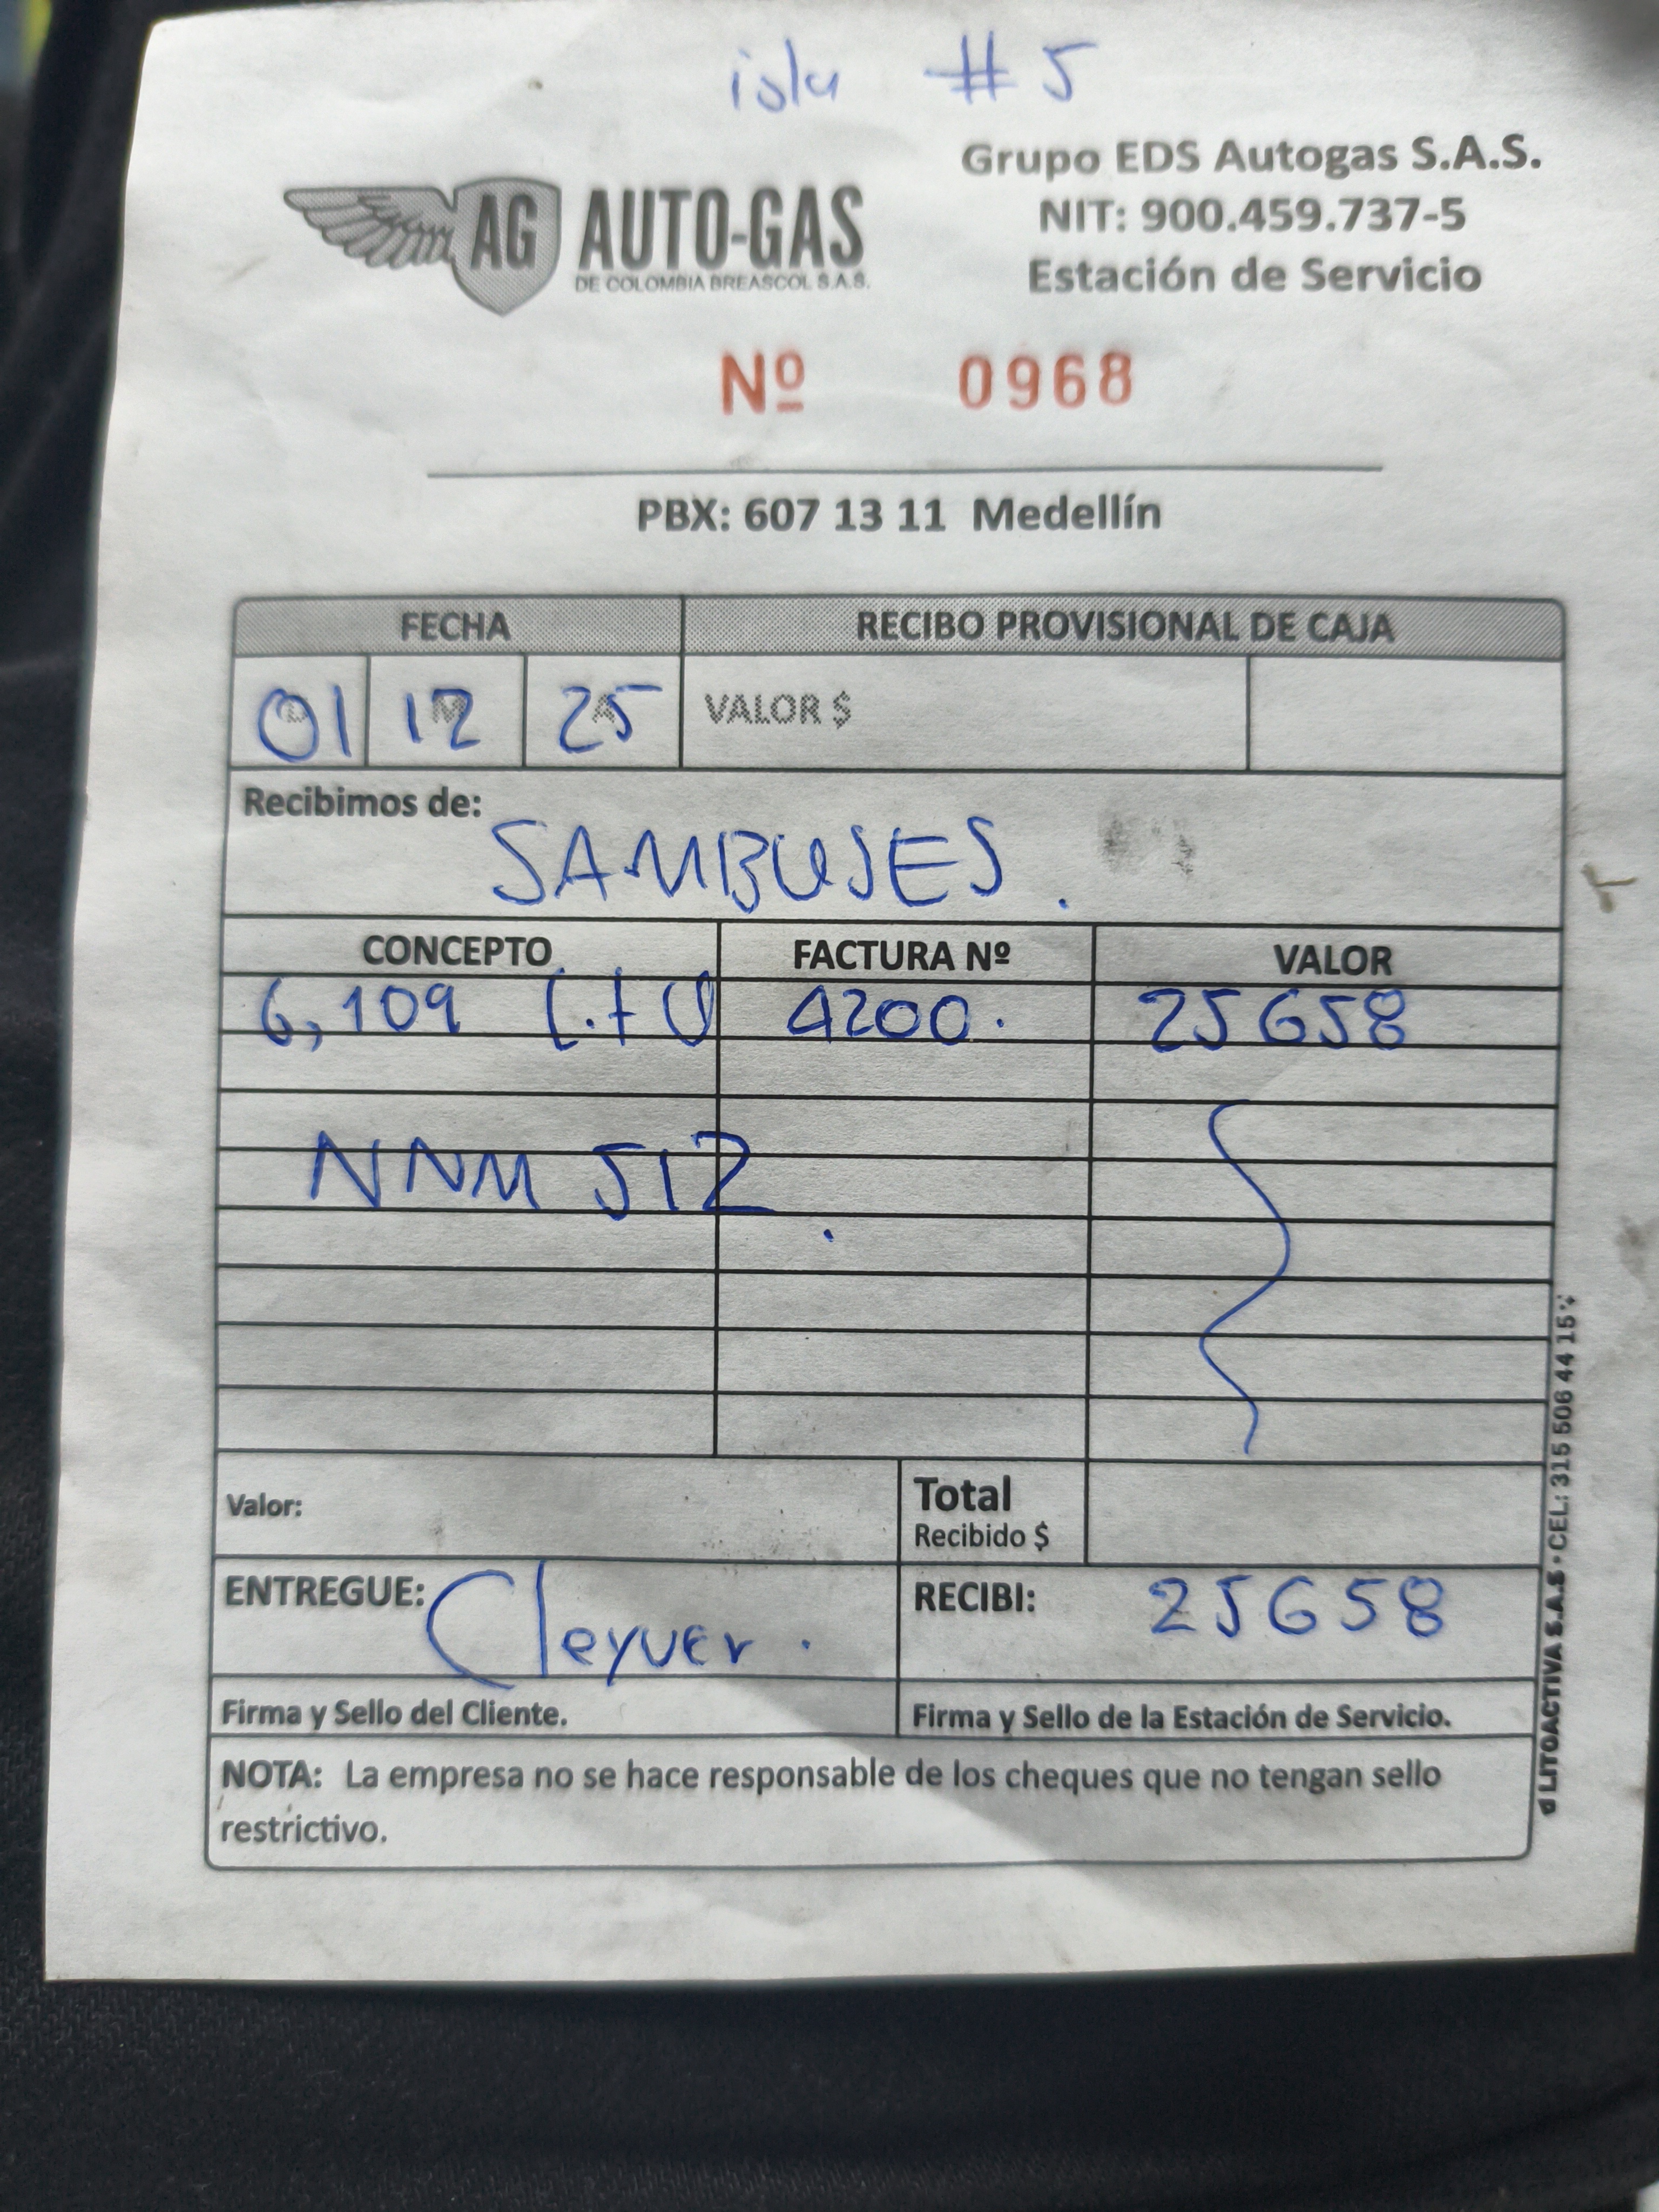 isla #5
Grupo EDS Autogas S.A.S.
NIT: 900.459.737-5
Estación de Servicio
AG AUTO-GAS
DE COLOMBIA BREASCOL S.A.S.
Nº 0968
PBX: 607 13 11 Medellín
FECHA RECIBO PROVISIONAL DE CAJA
01 12 25 VALOR $
Recibimos de:
SAMBUSES.
CONCEPTO FACTURA Nº VALOR
6,109 4200. 25658
NNM 512.
Valor: Total
Recibido $
ENTREGUE: Cleyver. RECIBI: 25658
Firma y Sello del Cliente. Firma y Sello de la Estación de Servicio.
NOTA: La empresa no se hace responsable de los cheques que no tengan sello
restrictivo.
LITOACTIVA S.A.S • CEL: 315 506 44 15